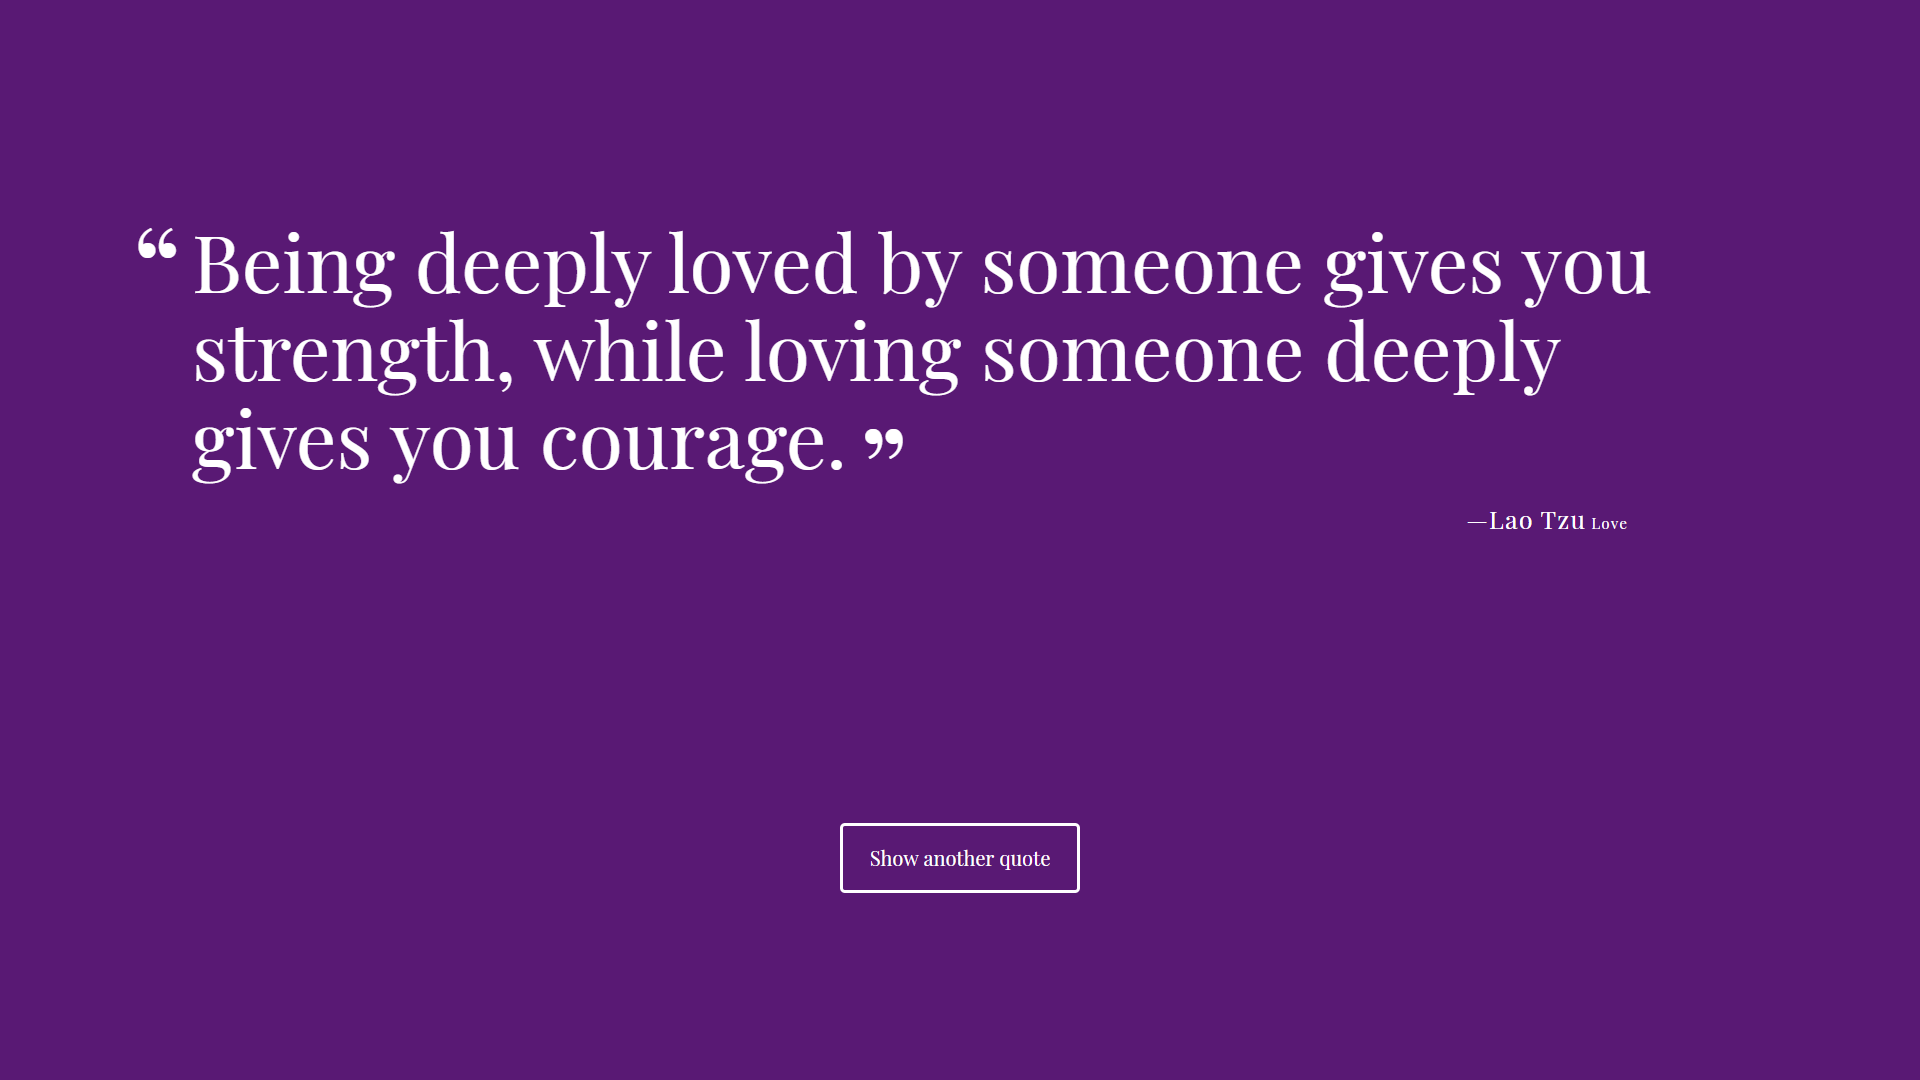 “Being deeply loved by someone gives you
strength, while loving someone deeply
gives you courage.”
—Lao Tzu Love
Show another quote